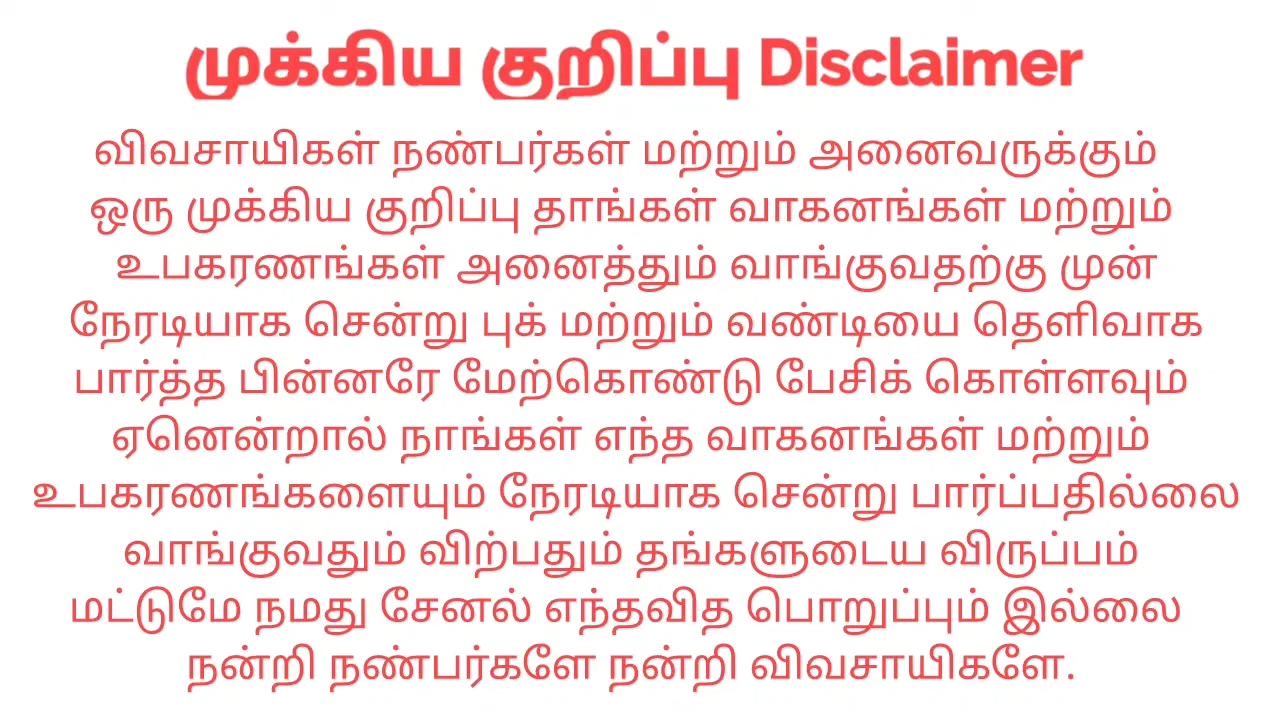 முக்கிய குறிப்பு Disclaimer
விவசாயிகள் நண்பர்கள் மற்றும் அனைவருக்கும்
ஒரு முக்கிய குறிப்பு தாங்கள் வாகனங்கள் மற்றும்
உபகரணங்கள் அனைத்தும் வாங்குவதற்கு முன்
நேரடியாக சென்று புக் மற்றும் வண்டியை தெளிவாக
பார்த்த பின்னரே மேற்கொண்டு பேசிக் கொள்ளவும்
ஏனென்றால் நாங்கள் எந்த வாகனங்கள் மற்றும்
உபகரணங்களையும் நேரடியாக சென்று பார்ப்பதில்லை
வாங்குவதும் விற்பதும் தங்களுடைய விருப்பம்
மட்டுமே நமது சேனல் எந்தவித பொறுப்பும் இல்லை
நன்றி நண்பர்களே நன்றி விவசாயிகளே.